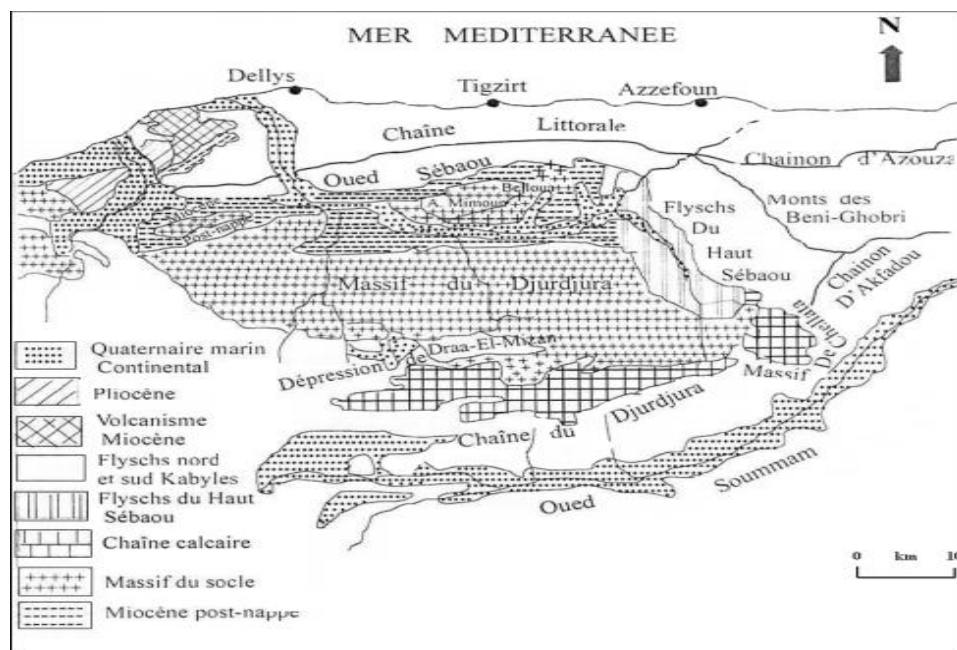 MER MEDITERRANEE
N
Dellys
Tigzirt
Azzefoun
Chaîne Littorale
Chainon d'Azouza
Oued Sébaou
Belloua
A. Mimoun
Miocène
Post-nappe
Flyschs
Du
Haut
Sébaou
Monts des
Beni-Ghobri
Chainon
D'Akfadou
Massif du Djurdjura
Dépression de Draa-El-Mizan
Massif De Chellata
Chaîne du Djurdjura
Oued Soummam
0 km 10
Quaternaire marin
Continental
Pliocène
Volcanisme
Miocène
Flyschs nord
et sud Kabyles
Flyschs du Haut
Sébaou
Chaîne calcaire
Massif du socle
Miocène post-nappe